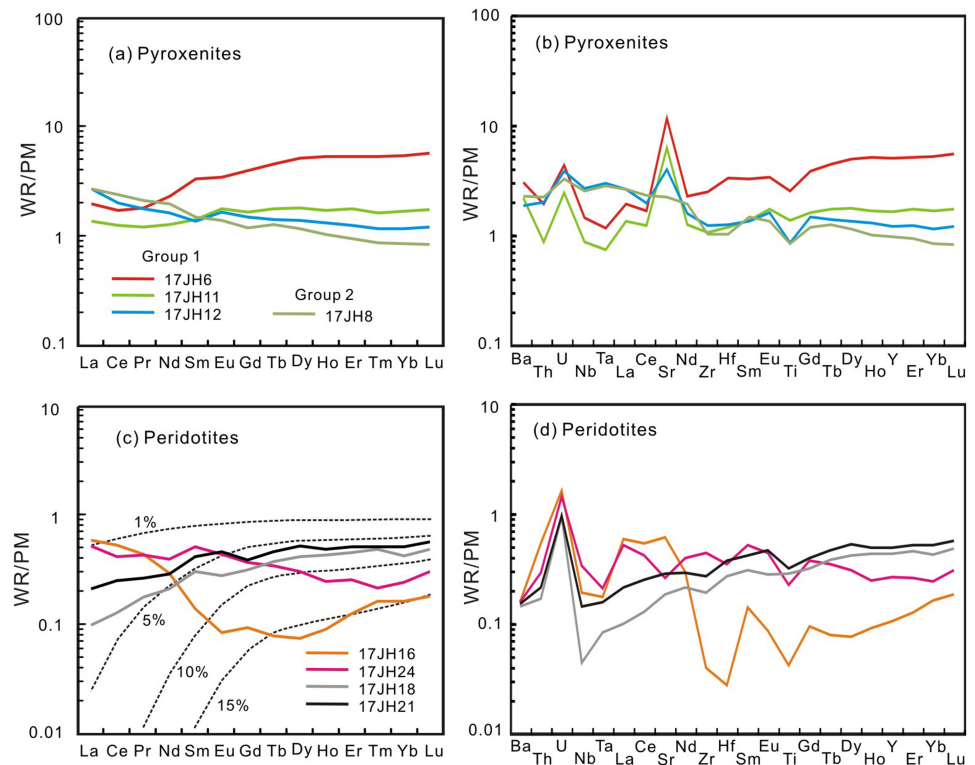 (a) Pyroxenites
100
10
1
0.1
WR/PM
Group 1
17JH6
17JH11
17JH12
Group 2
17JH8
La Ce Pr Nd Sm Eu Gd Tb Dy Ho Er Tm Yb Lu
(b) Pyroxenites
100
10
1
0.1
WR/PM
Ba Th U Nb Ta La Ce Sr Nd Zr Hf Sm Eu Ti Gd Tb Dy Ho Y Er Yb Lu
(c) Peridotites
10
1
0.1
0.01
WR/PM
1%
5%
10%
15%
17JH16
17JH24
17JH18
17JH21
La Ce Pr Nd Sm Eu Gd Tb Dy Ho Er Tm Yb Lu
(d) Peridotites
10
1
0.1
0.01
WR/PM
Ba Th U Nb Ta La Ce Sr Nd Zr Hf Sm Eu Ti Gd Tb Dy Ho Y Er Yb Lu